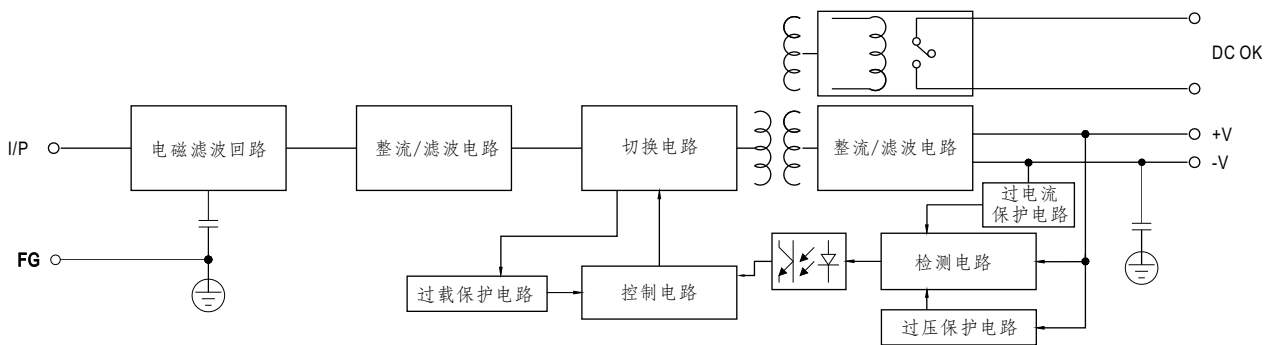 DC OK
I/P
电磁滤波回路
整流/滤波电路
切换电路
整流/滤波电路
+V
-V
过电流
保护电路
FG
检测电路
过载保护电路
控制电路
过压保护电路